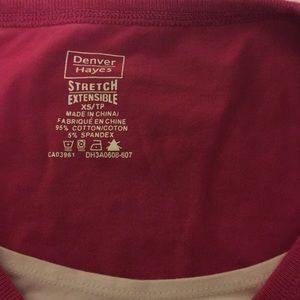 Denver
Hayes
STRETCH
EXTENSIBLE
XS/TP
MADE IN CHINA/
FABRIQUÉ EN CHINE
95% COTTON/COTON
5% SPANDEX
CA03961 DH3A0608-607